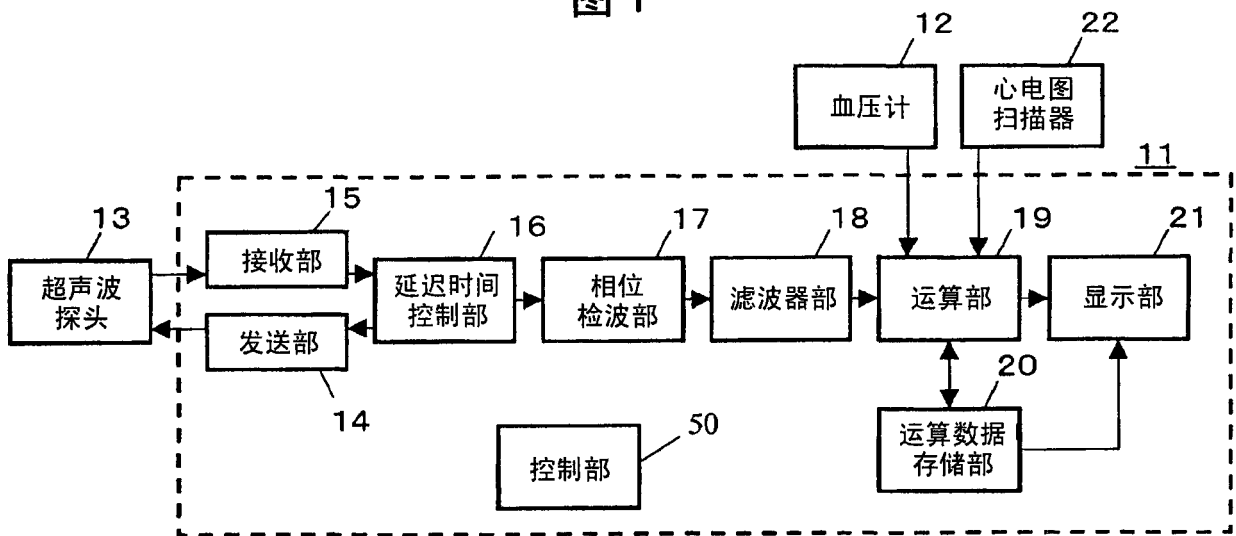 图1
12
22
血压计
心电图
扫描器
11
13
15
16
17
18
19
21
超声波
探头
接收部
延迟时间
控制部
相位
检波部
滤波器部
运算部
显示部
发送部
14
20
50
控制部
运算数据
存储部